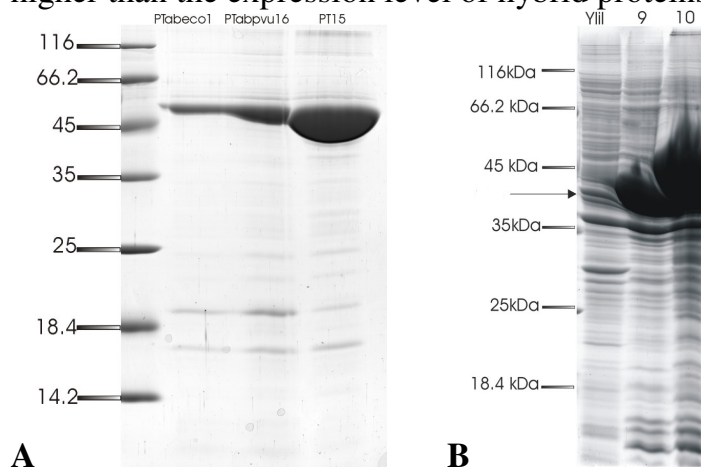 higher than the expression level of hybrid proteins
PTabeco1 PTabpvu16 PT15
116
66.2
45
35
25
18.4
14.2
A
Ylii 9 10
116kDa
66.2 kDa
45 kDa
35kDa
25kDa
18.4 kDa
B